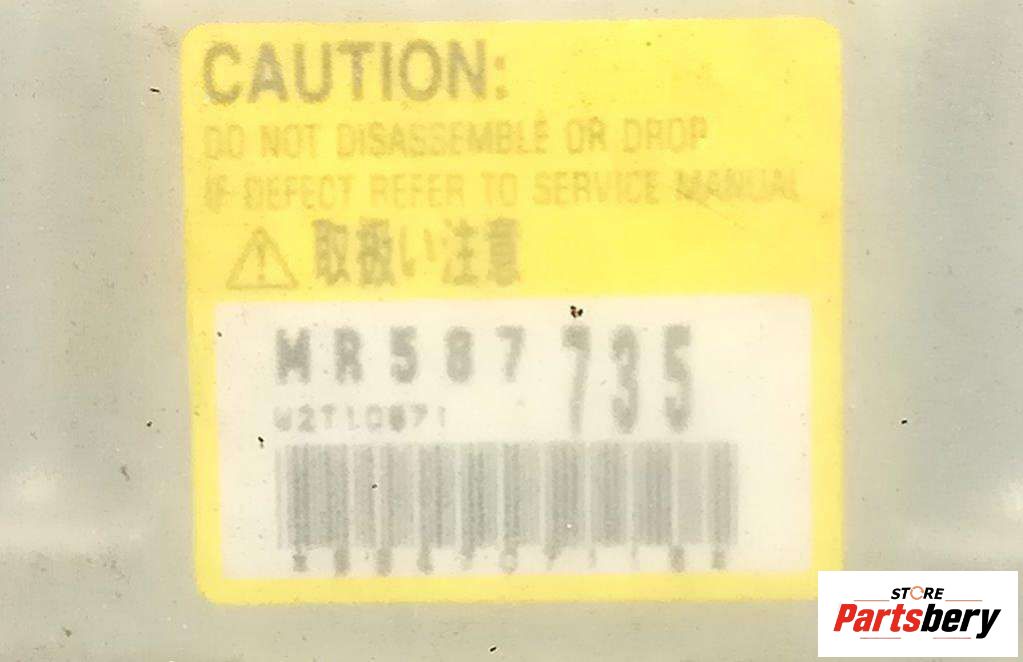 CAUTION:
DO NOT DISASSEMBLE OR DROP
IF DEFECT REFER TO SERVICE MANUAL
取扱い注意
MR587735
STORE
Partsbery